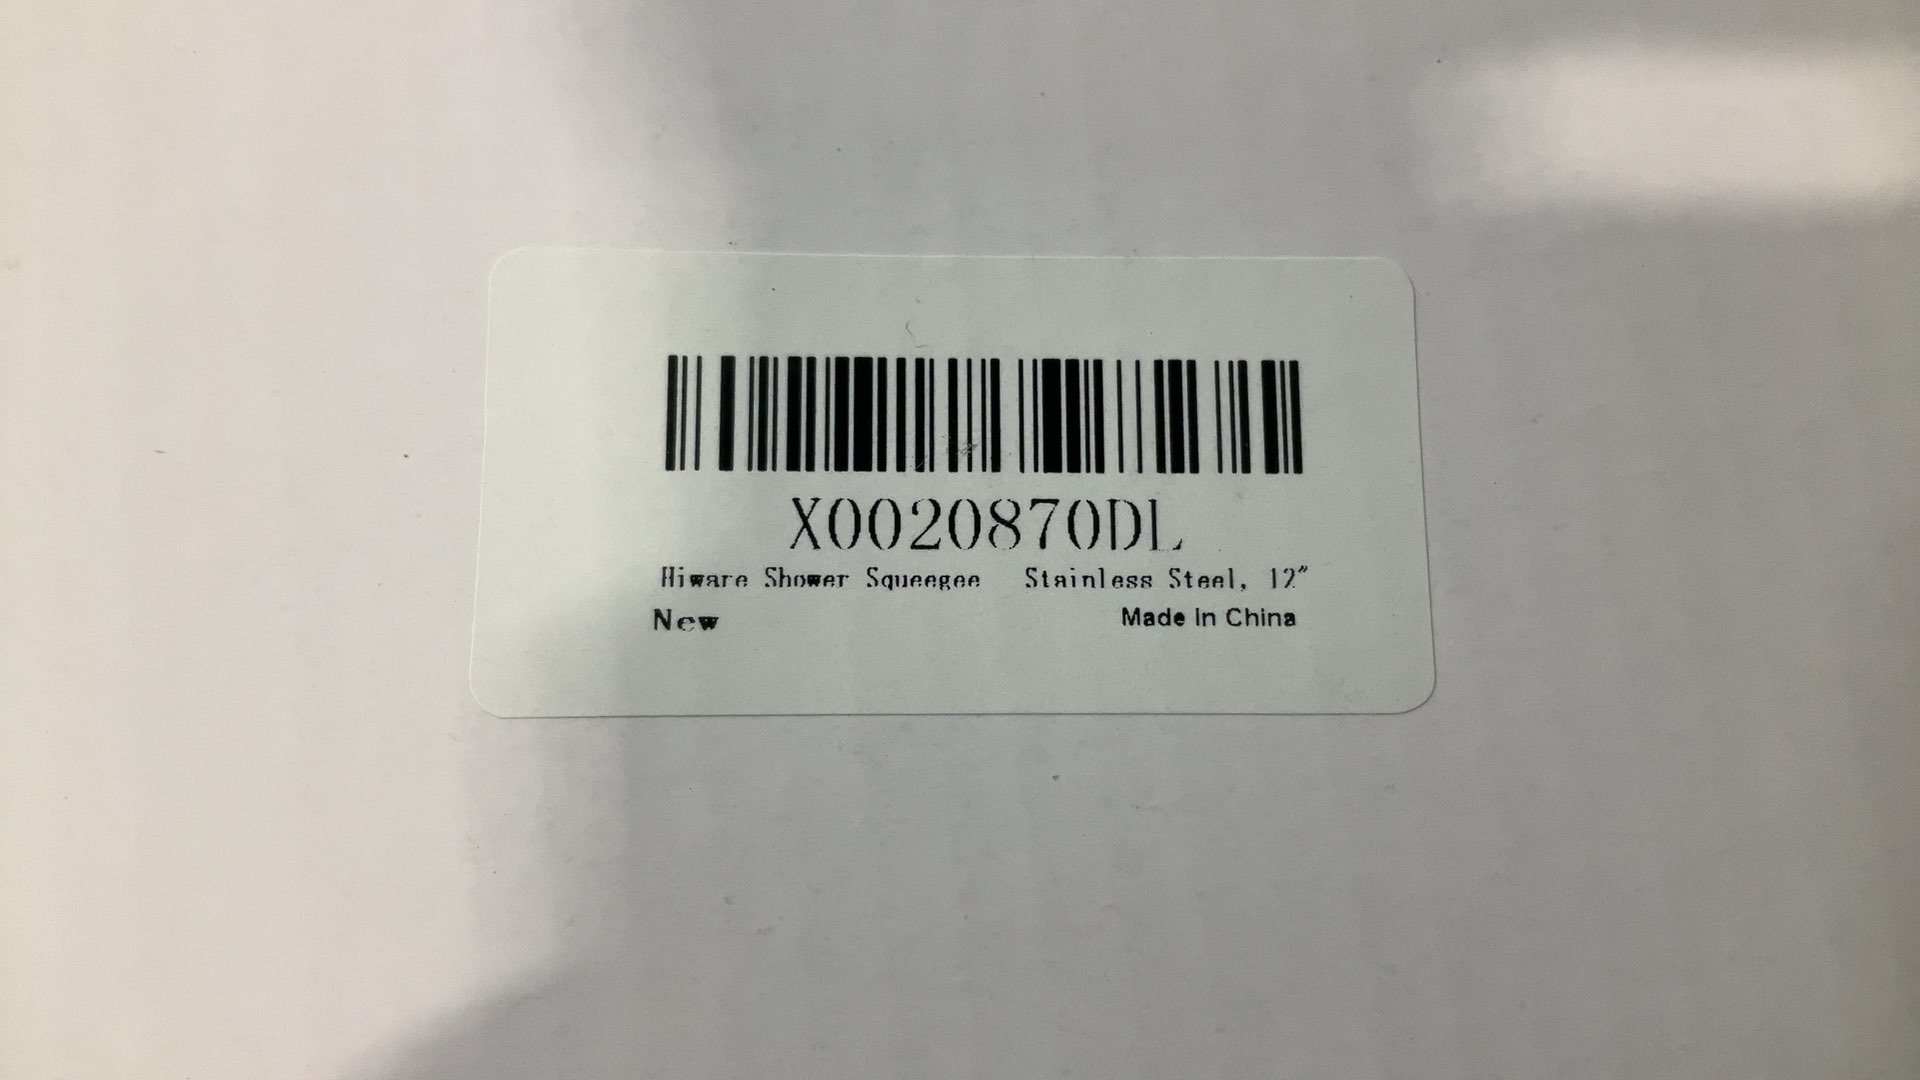 X0020870DL
Hiware Shower Squeegee Stainless Steel, 12"
New Made In China